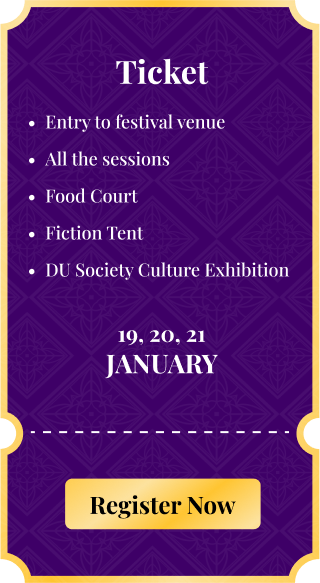 Ticket
• Entry to festival venue
• All the sessions
• Food Court
• Fiction Tent
• DU Society Culture Exhibition
19, 20, 21
JANUARY
Register Now